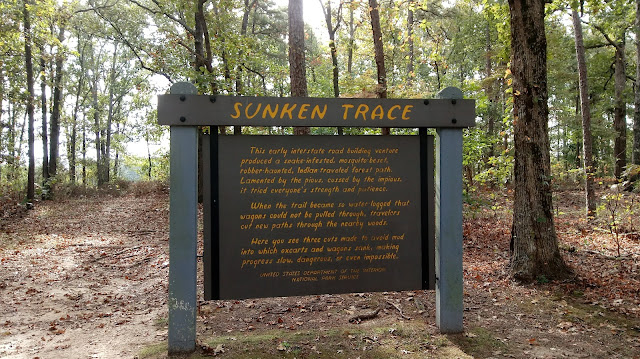 SUNKEN TRACE
This early interstate road building venture
produced a snake-infested, mosquito beset,
robber-haunted, Indian traveled forest path.
Lamented by the pious, cussed by the impious,
it tried everyone's strength and patience.
When the trail became so water-logged that
wagons could not be pulled through, travelers
cut new paths through the nearby woods.
Here you see three cuts made to avoid mud
into which oxcarts and wagons sank, making
progress slow, dangerous, or even impossible.
UNITED STATES DEPARTMENT OF THE INTERIOR
NATIONAL PARK SERVICE